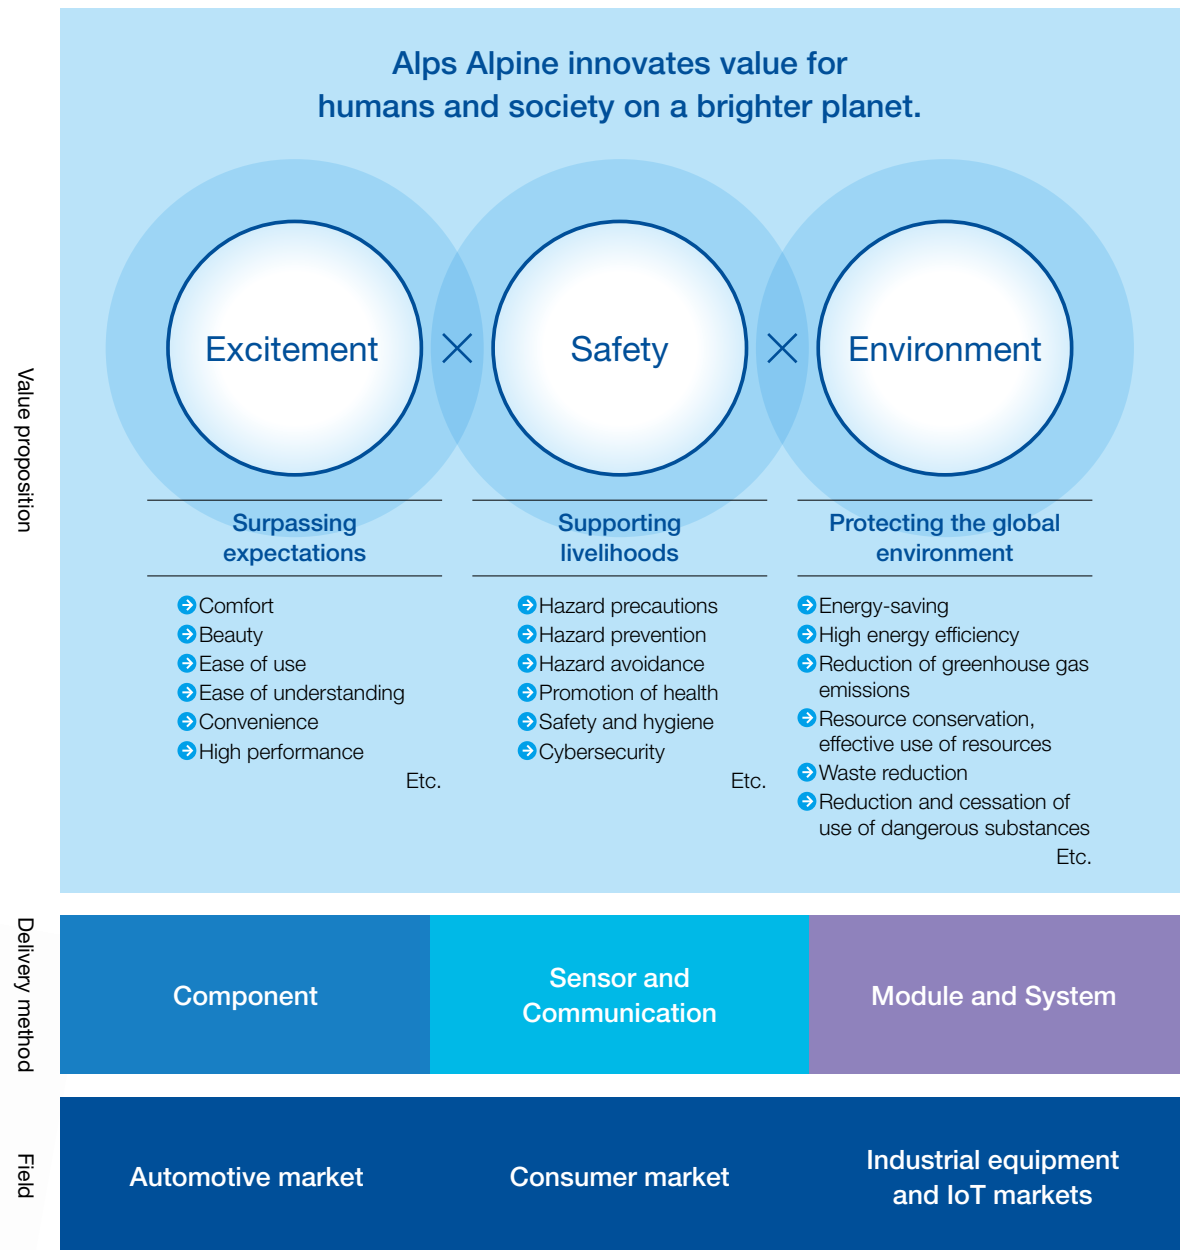 Alps Alpine innovates value for
humans and society on a brighter planet.
Value proposition
Excitement
×
Safety
×
Environment
Surpassing
expectations
Comfort
Beauty
Ease of use
Ease of understanding
Convenience
High performance
Etc.
Supporting
livelihoods
Hazard precautions
Hazard prevention
Hazard avoidance
Promotion of health
Safety and hygiene
Cybersecurity
Etc.
Protecting the global
environment
Energy-saving
High energy efficiency
Reduction of greenhouse gas
emissions
Resource conservation,
effective use of resources
Waste reduction
Reduction and cessation of
use of dangerous substances
Etc.
Delivery method
Component
Sensor and
Communication
Module and System
Field
Automotive market
Consumer market
Industrial equipment
and IoT markets